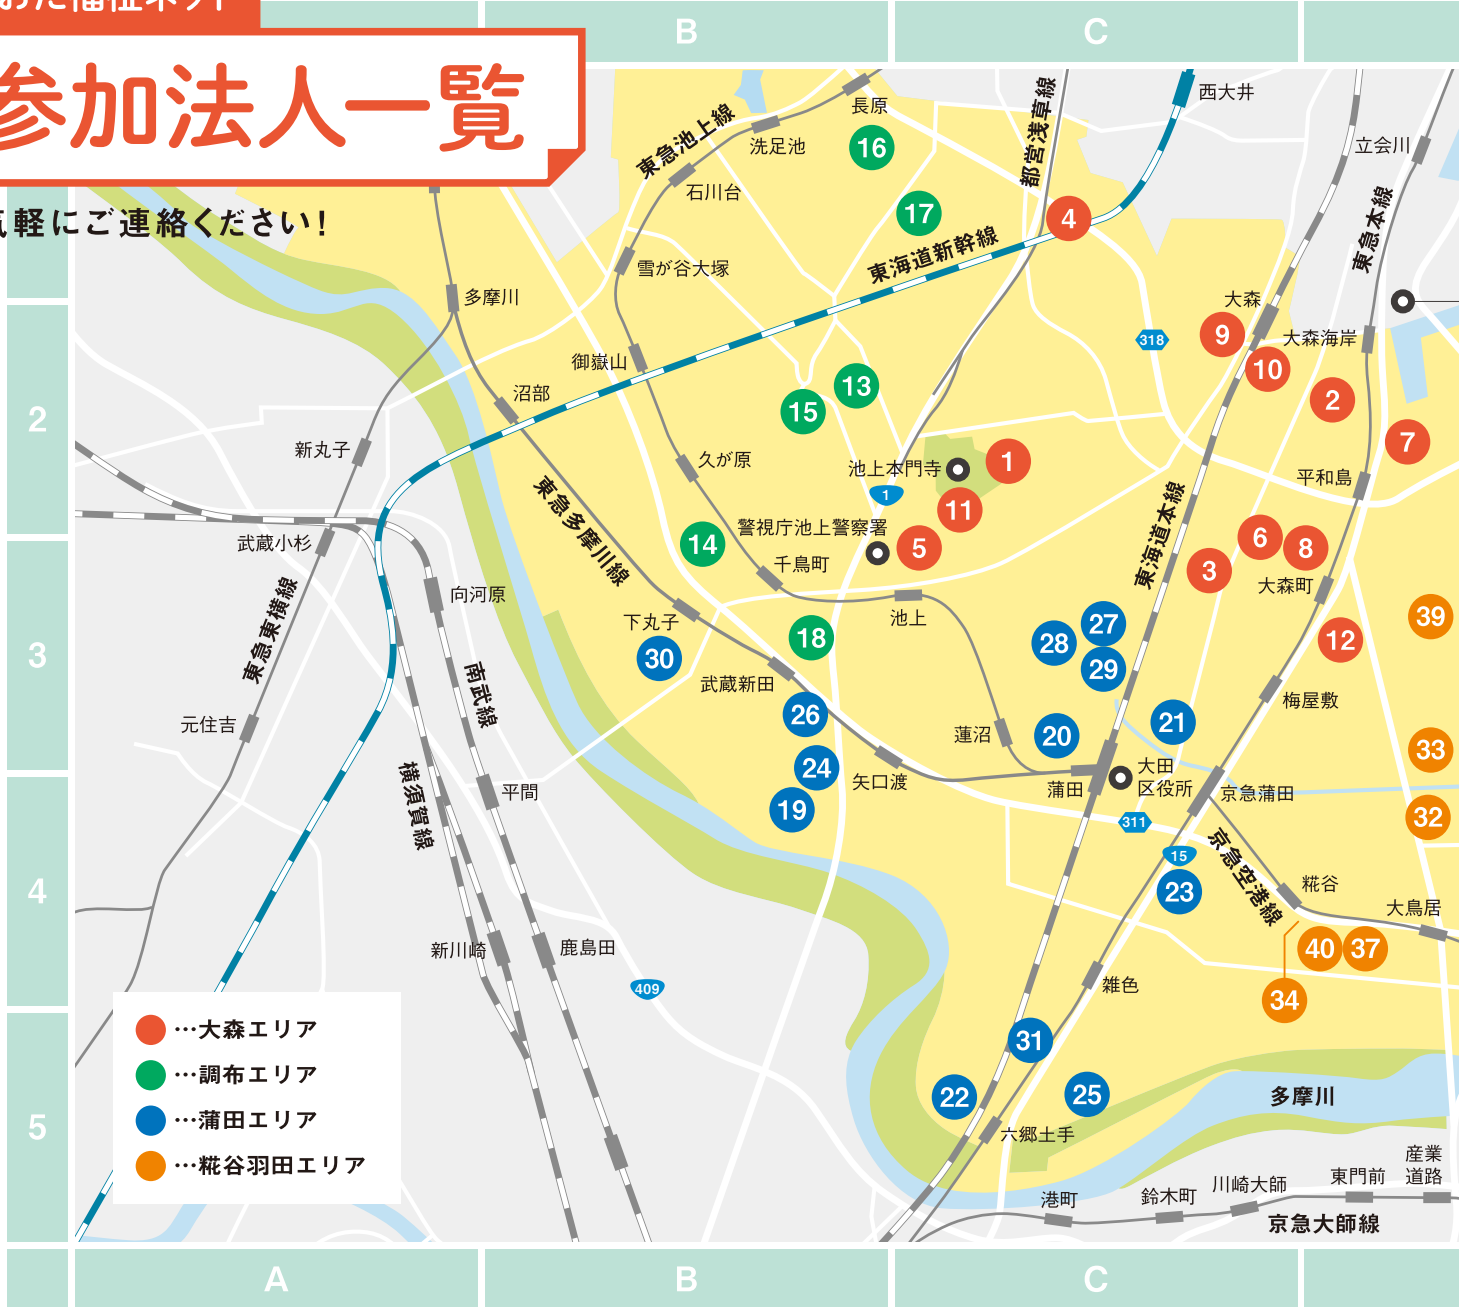 おた福祉ネット
参加法人一覧
気軽にご連絡ください！
B
C
西大井
長原
洗足池
東急池上線
都営浅草線
立会川
石川台
16
17
4
東急本線
東海道新幹線
雪が谷大塚
多摩川
大森
318
9
大森海岸
10
御嶽山
沼部
13
15
2
2
7
新丸子
久が原
池上本門寺
1
1
平和島
東急多摩川線
11
東海道本線
警視庁池上警察署
武蔵小杉
14
5
6
8
千鳥町
3
大森町
東急東横線
向河原
下丸子
池上
27
39
3
30
18
28
29
12
武蔵新田
南武線
梅屋敷
元住吉
26
蓮沼
20
21
33
横須賀線
24
矢口渡
大田
区役所
蒲田
平間
19
京急蒲田
32
311
京急空港線
15
4
23
糀谷
大鳥居
新川崎
鹿島田
40
37
409
雑色
34
…大森エリア
31
…調布エリア
22
25
多摩川
5
…蒲田エリア
六郷土手
…糀谷羽田エリア
産業
道路
東門前
川崎大師
鈴木町
港町
京急大師線
A
B
C